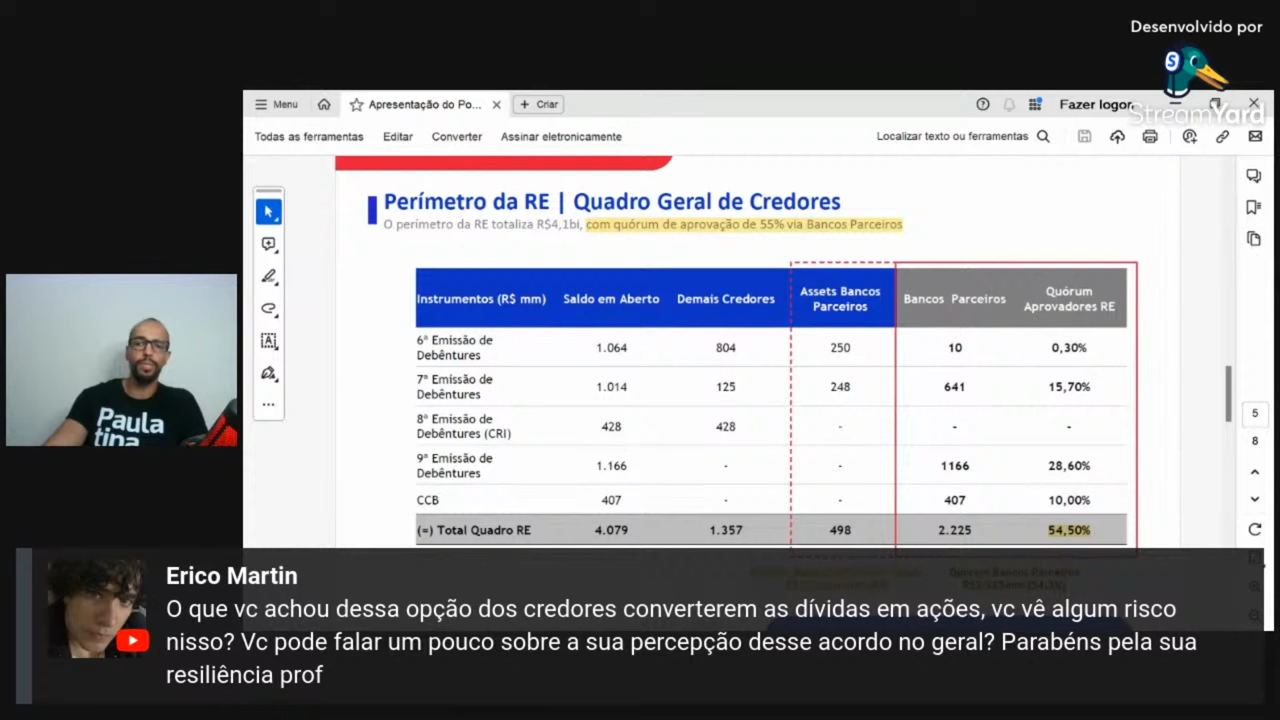 Desenvolvido por
StreamYard
Menu
Apresentação do Po...
Criar
Fazer logon
Todas as ferramentas
Editar
Converter
Assinar eletronicamente
Localizar texto ou ferramentas
Perímetro da RE | Quadro Geral de Credores
O perímetro da RE totaliza R$4,1bi, com quórum de aprovação de 55% via Bancos Parceiros
Instrumentos (R$ mm) Saldo em Aberto Demais Credores Assets Bancos Parceiros Bancos Parceiros Quórum Aprovadores RE
6ª Emissão de Debêntures 1.064 804 250 10 0,30%
7ª Emissão de Debêntures 1.014 125 248 641 15,70%
8ª Emissão de Debêntures (CRI) 428 428 - - -
9ª Emissão de Debêntures 1.166 - - 1166 28,60%
CCB 407 - - 407 10,00%
(=) Total Quadro RE 4.079 1.357 498 2.225 54,50%
5
8
Paula
tina
Erico Martin
O que vc achou dessa opção dos credores converterem as dívidas em ações, vc vê algum risco
nisso? Vc pode falar um pouco sobre a sua percepção desse acordo no geral? Parabéns pela sua
resiliência prof